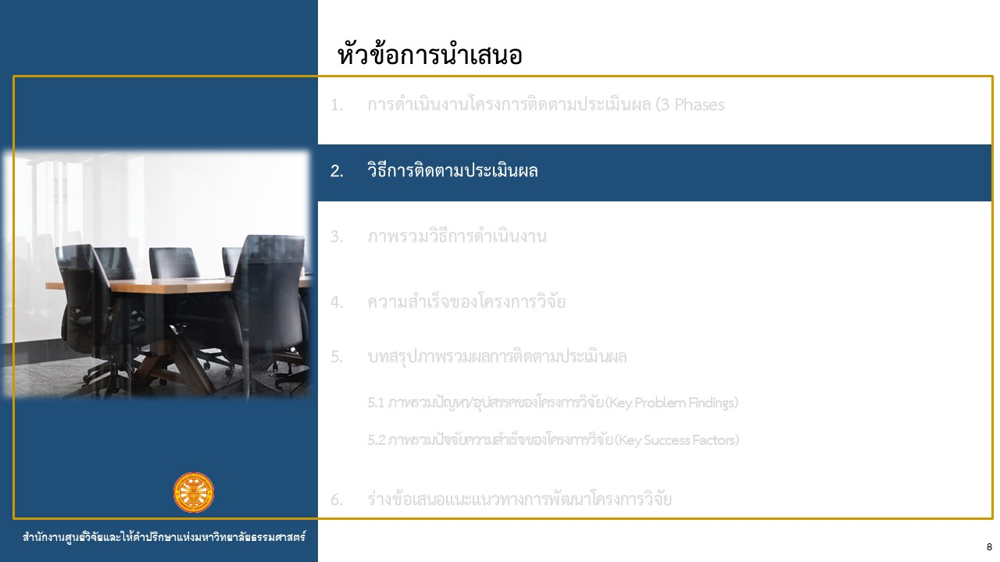 หัวข้อการนำเสนอ
1. การดำเนินงานโครงการติดตามประเมินผล (3 Phases
2. วิธีการติดตามประเมินผล
3. ภาพรวมวิธีการดำเนินงาน
4. ความสำเร็จของโครงการวิจัย
5. บทสรุปภาพรวมผลการติดตามประเมินผล
5.1 ภาพรวมปัญหา/อุปสรรคของโครงการวิจัย (Key Problem Findings)
5.2 ภาพรวมปัจจัยความสำเร็จของโครงการวิจัย (Key Success Factors)
6. ร่างข้อเสนอแนะแนวทางการพัฒนาโครงการวิจัย
สำนักงานศูนย์วิจัยและให้คำปรึกษาแห่งมหาวิทยาลัยธรรมศาสตร์
8